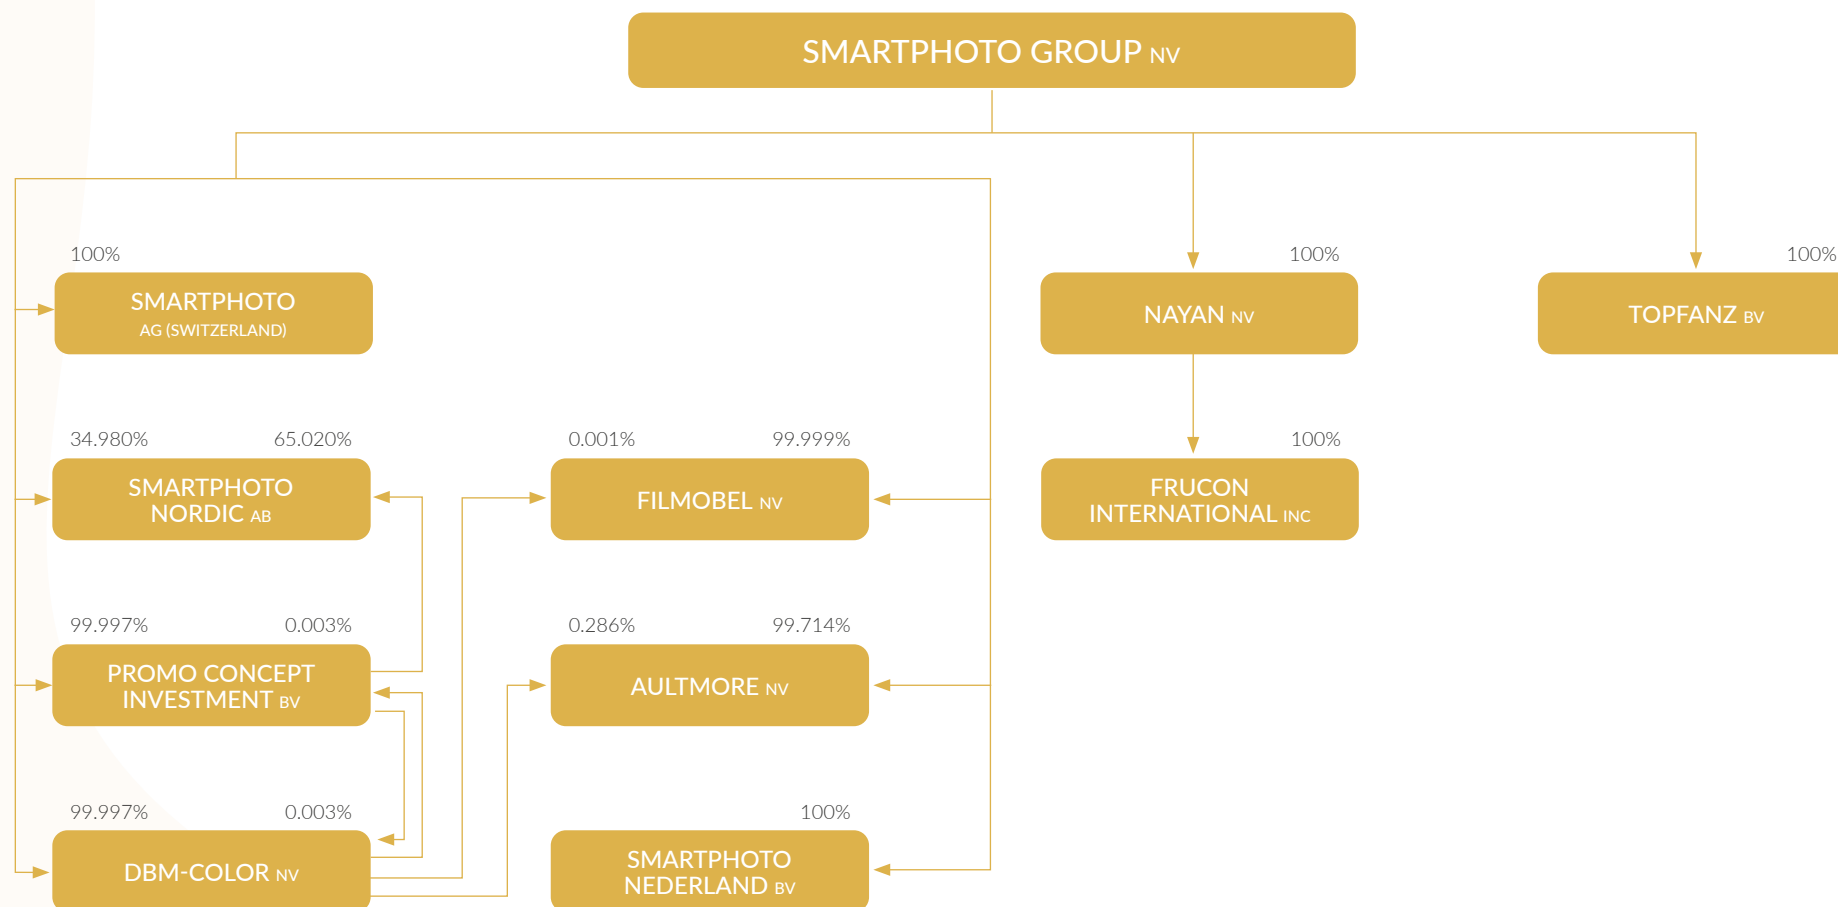 SMARTPHOTO GROUP NV
100%
100%
100%
SMARTPHOTO
AG (SWITZERLAND)
NAYAN NV
TOPFANZ BV
34.980% 65.020%
0.001% 99.999%
100%
SMARTPHOTO
NORDIC AB
FILMOBEL NV
FRUCON
INTERNATIONAL INC
99.997% 0.003%
0.286% 99.714%
PROMO CONCEPT
INVESTMENT BV
AULTMORE NV
99.997% 0.003%
100%
DBM-COLOR NV
SMARTPHOTO
NEDERLAND BV